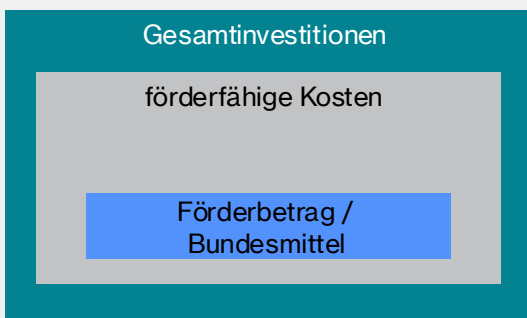 Gesamtinvestitionen
förderfähige Kosten
Förderbetrag /
Bundesmittel